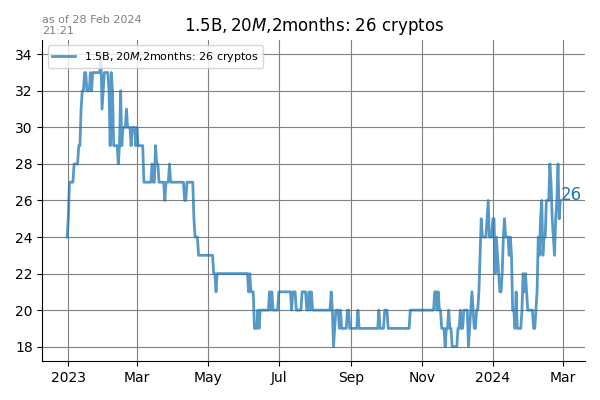 as of 28 Feb 2024
21:21
1.5B, 20M,2months: 26 cryptos
1.5B, 20M,2months: 26 cryptos
34
32
30
28
26
26
24
22
20
18
2023 Mar May Jul Sep Nov 2024 Mar